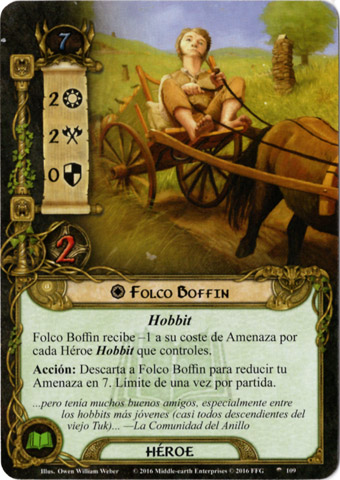 7
2
2
0
2
Folco Boffin
Hobbit
Folco Boffin recibe –1 a su coste de Amenaza por
cada Héroe Hobbit que controles.
Acción: Descarta a Folco Boffin para reducir tu
Amenaza en 7. Límite de una vez por partida.
...pero tenía muchos buenos amigos, especialmente entre
los hobbits más jóvenes (casi todos descendientes del
viejo Tuk)... —La Comunidad del Anillo
HÉROE
Illus. Owen William Weber © 2016 Middle-earth Enterprises © 2016 FFG 109